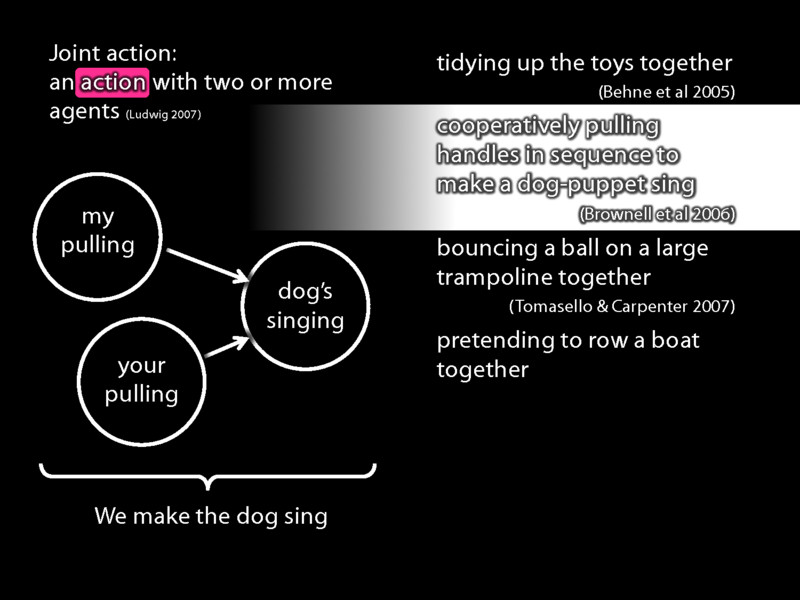 Joint action:
an action with two or more
agents (Ludwig 2007)
my
pulling
your
pulling
dog's
singing
We make the dog sing
tidying up the toys together
(Behne et al 2005)
cooperatively pulling
handles in sequence to
make a dog-puppet sing
(Brownell et al 2006)
bouncing a ball on a large
trampoline together
(Tomasello & Carpenter 2007)
pretending to row a boat
together